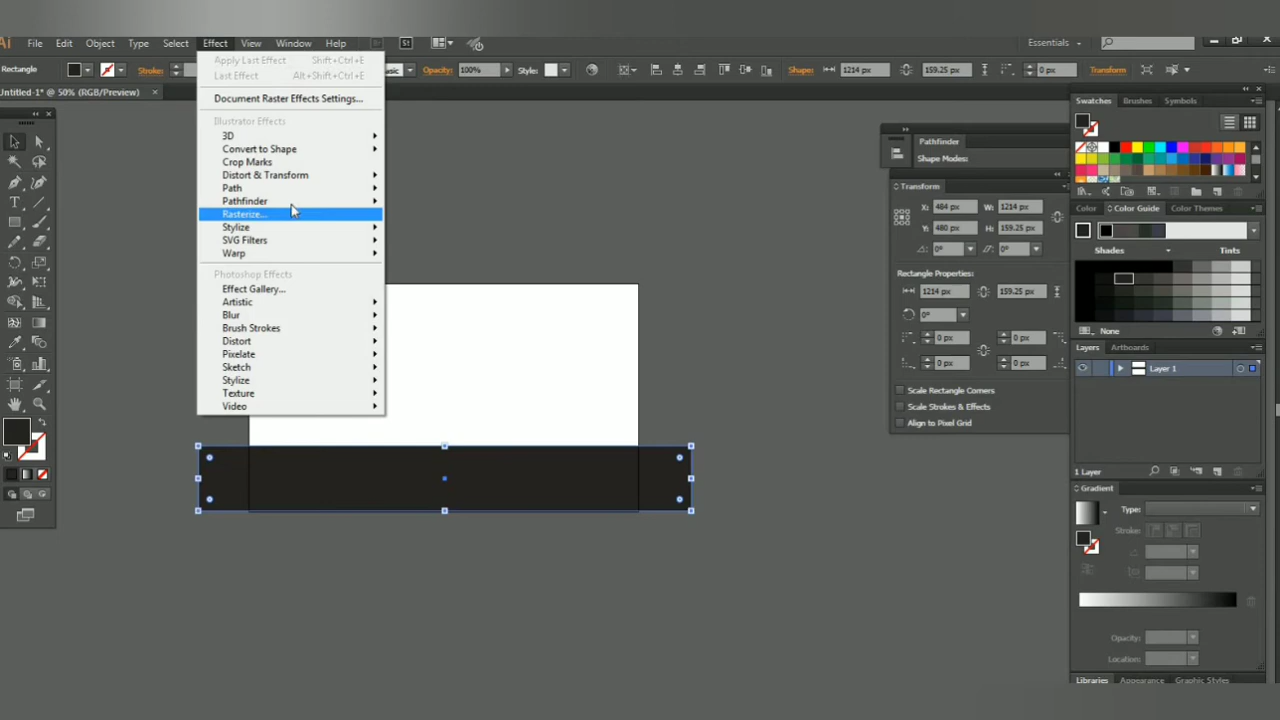 Ai File Edit Object Type Select Effect View Window Help St Essentials
Rectangle Stroke: asic Opacity: 100% Style: Shape: 1214 px 159.25 px 0 px Transform
Untitled-1* @ 50% (RGB/Preview) ×
Apply Last Effect Shift+Ctrl+E
Last Effect Alt+Shift+Ctrl+E
Document Raster Effects Settings...
Illustrator Effects
3D
Convert to Shape
Crop Marks
Distort & Transform
Path
Pathfinder
Rasterize...
Stylize
SVG Filters
Warp
Photoshop Effects
Effect Gallery...
Artistic
Blur
Brush Strokes
Distort
Pixelate
Sketch
Stylize
Texture
Video
Pathfinder
Shape Modes:
Transform
X: 484 px W: 1214 px
Y: 480 px H: 159.25 px
0°
Rectangle Properties:
1214 px 159.25 px
0°
0 px 0 px
0 px 0 px
Scale Rectangle Corners
Scale Strokes & Effects
Align to Pixel Grid
Swatches Brushes Symbols
Color Color Guide Color Themes
Shades Tints
None
Layers Artboards
Layer 1
1 Layer
Gradient
Type:
Stroke:
Opacity:
Location:
Libraries Appearance Graphic Styles